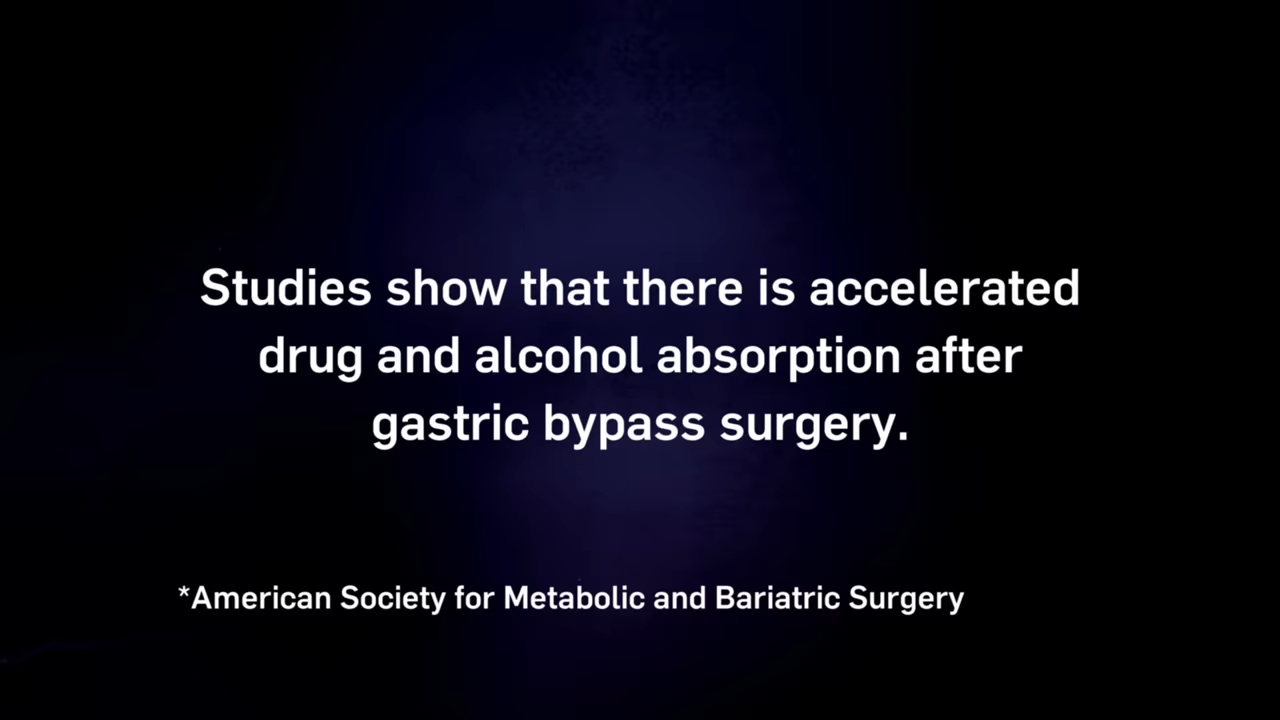 Studies show that there is accelerated
drug and alcohol absorption after
gastric bypass surgery.
*American Society for Metabolic and Bariatric Surgery